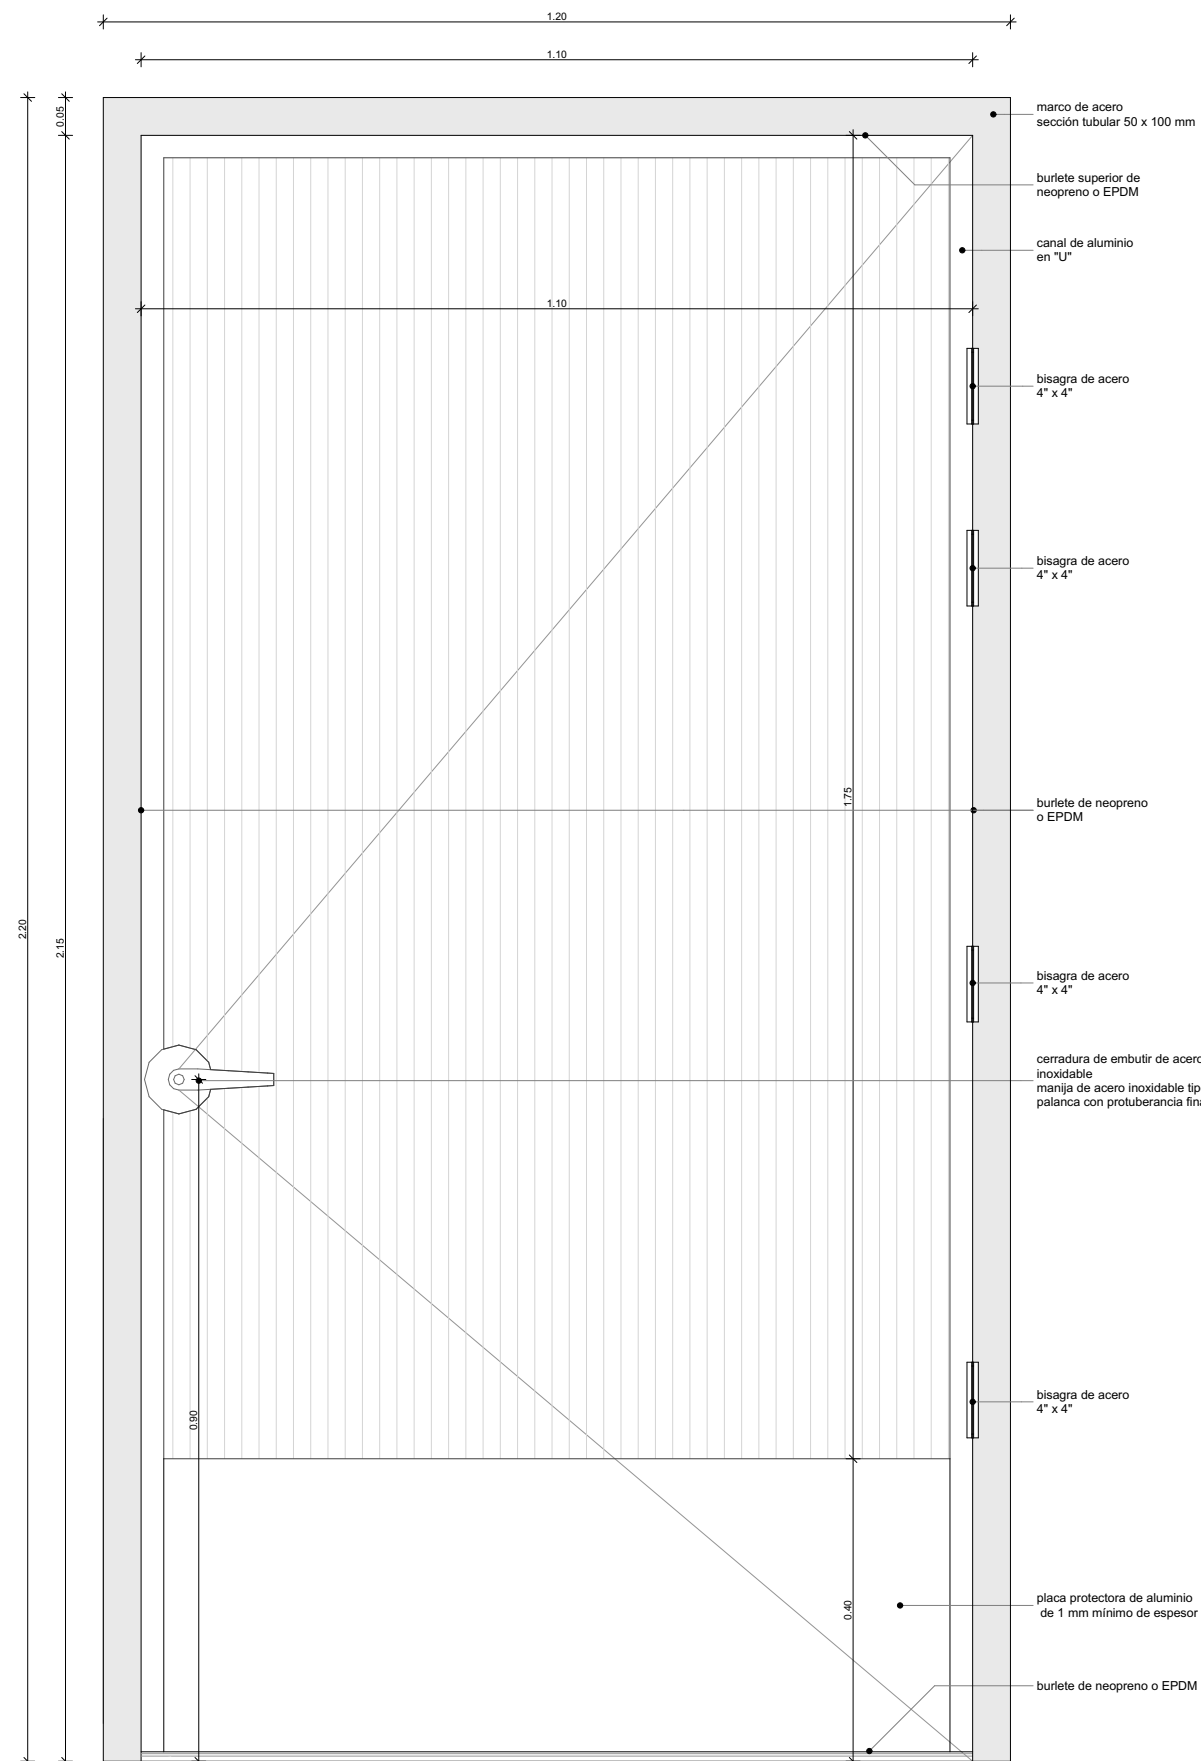 1.20
1.10
0.05
marco de acero
sección tubular 50 x 100 mm
burlete superior de
neopreno o EPDM
canal de aluminio
en "U"
1.10
bisagra de acero
4" x 4"
bisagra de acero
4" x 4"
1.75
burlete de neopreno
o EPDM
2.20
2.15
bisagra de acero
4" x 4"
cerradura de embutir de acero
inoxidable
manija de acero inoxidable tip
palanca con protuberancia fina
0.90
bisagra de acero
4" x 4"
0.40
placa protectora de aluminio
de 1 mm mínimo de espesor
burlete de neopreno o EPDM